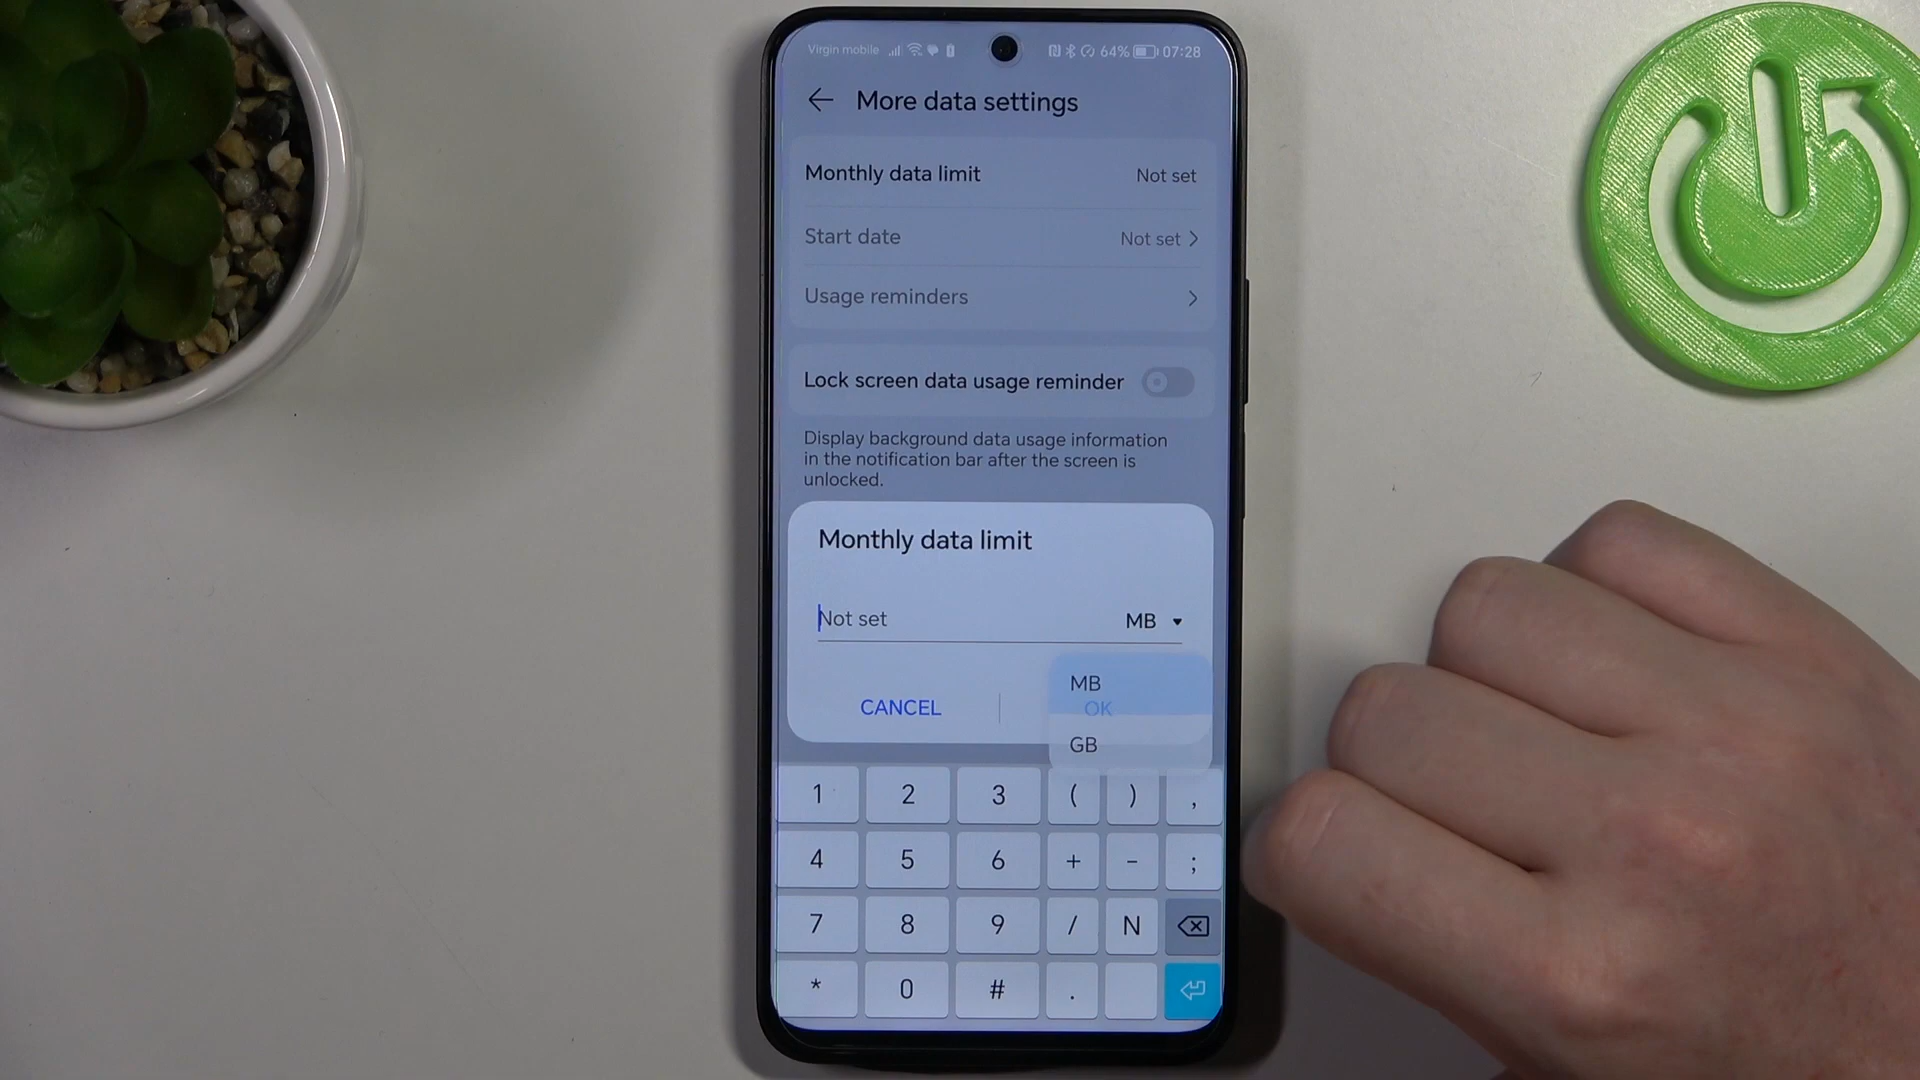 Virgin mobile 64% 07:28
More data settings
Monthly data limit Not set
Start date Not set
Usage reminders
Lock screen data usage reminder
Display background data usage information
in the notification bar after the screen is
unlocked.
Monthly data limit
Not set MB
MB
CANCEL OK
GB
1 2 3 ( ) ,
4 5 6 + - ;
7 8 9 / N
* 0 # .